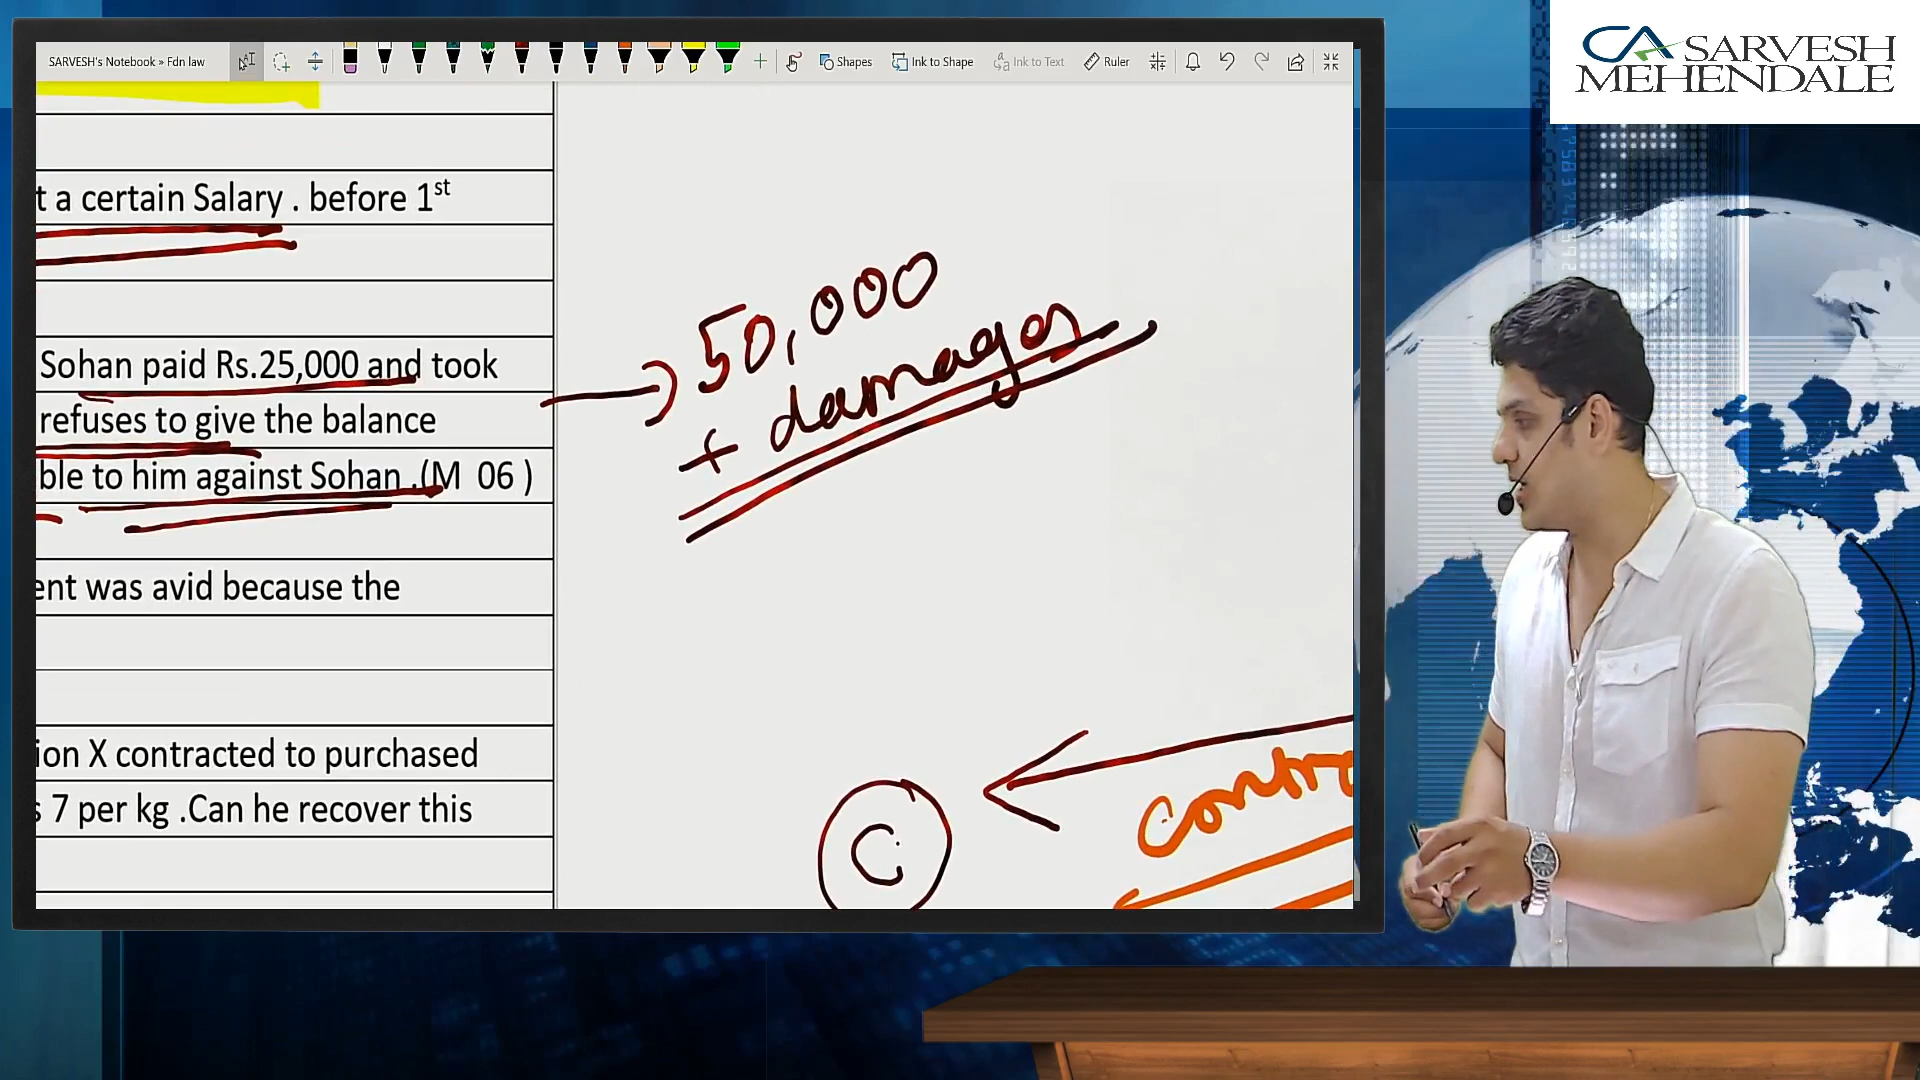 SARVESH's Notebook » Fdn law
Shapes
Ink to Shape
Ink to Text
Ruler
CA SARVESH
MEHENDALE
t a certain Salary . before 1st
Sohan paid Rs.25,000 and took
refuses to give the balance
ble to him against Sohan .(M 06 )
ent was avid because the
ion X contracted to purchased
s 7 per kg .Can he recover this
50,000
+ damages
C
contra